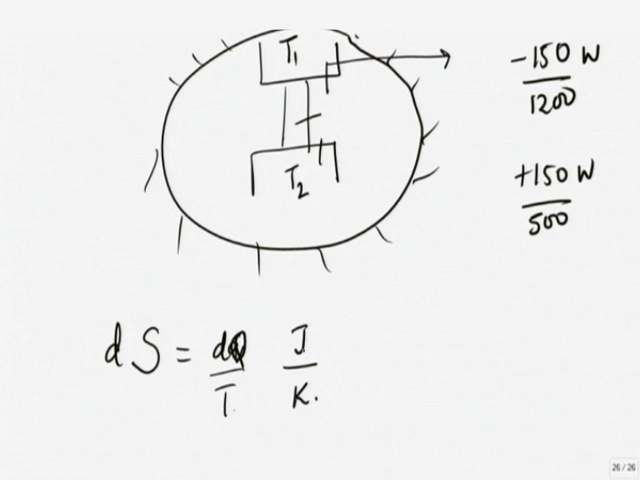 T₁
-150 W
1200
T₂
+150 W
500
dS = dQ J
T K.
26 / 26